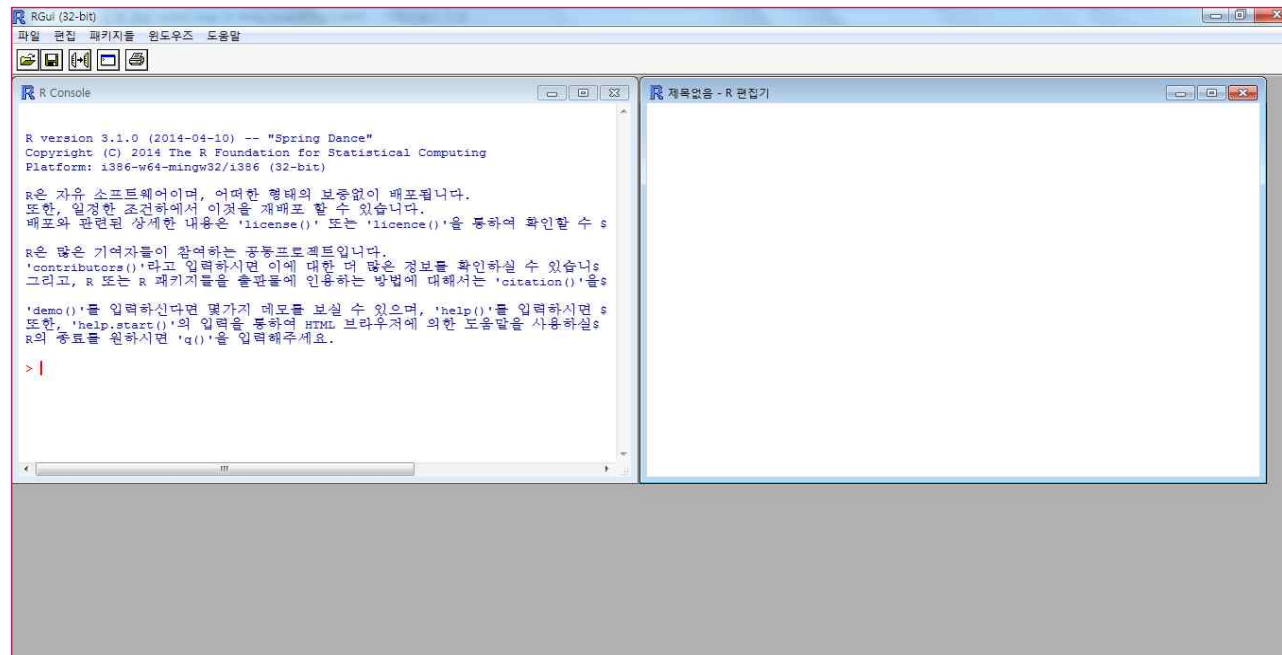 RGui (32-bit)
파일 편집 패키지들 윈도우즈 도움말
R Console
R version 3.1.0 (2014-04-10) -- "Spring Dance"
Copyright (C) 2014 The R Foundation for Statistical Computing
Platform: i386-w64-mingw32/i386 (32-bit)
R은 자유 소프트웨어이며, 어떠한 형태의 보증없이 배포됩니다.
또한, 일정한 조건하에서 이것을 재배포 할 수 있습니다.
배포와 관련된 상세한 내용은 'license()' 또는 'licence()'을 통하여 확인할 수 $
R은 많은 기여자들이 참여하는 공동프로젝트입니다.
'contributors()'라고 입력하시면 이에 대한 더 많은 정보를 확인하실 수 있습니$
그리고, R 또는 R 패키지들을 출판물에 인용하는 방법에 대해서는 'citation()'을$
'demo()'를 입력하신다면 몇가지 데모를 보실 수 있으며, 'help()'를 입력하시면 $
또한, 'help.start()'의 입력을 통하여 HTML 브라우저에 의한 도움말을 사용하실$
R의 종료를 원하시면 'q()'을 입력해주세요.
>
제목없음 - R 편집기